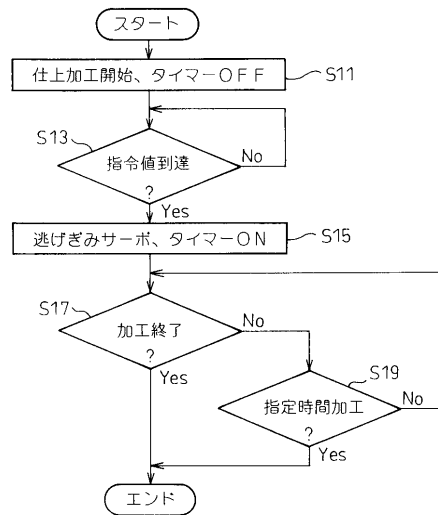 スタート
仕上加工開始、タイマーOFF
S11
S13
指令値到達
?
No
Yes
逃げぎみサーボ、タイマーON
S15
S17
加工終了
?
No
Yes
S19
指定時間加工
?
No
Yes
エンド